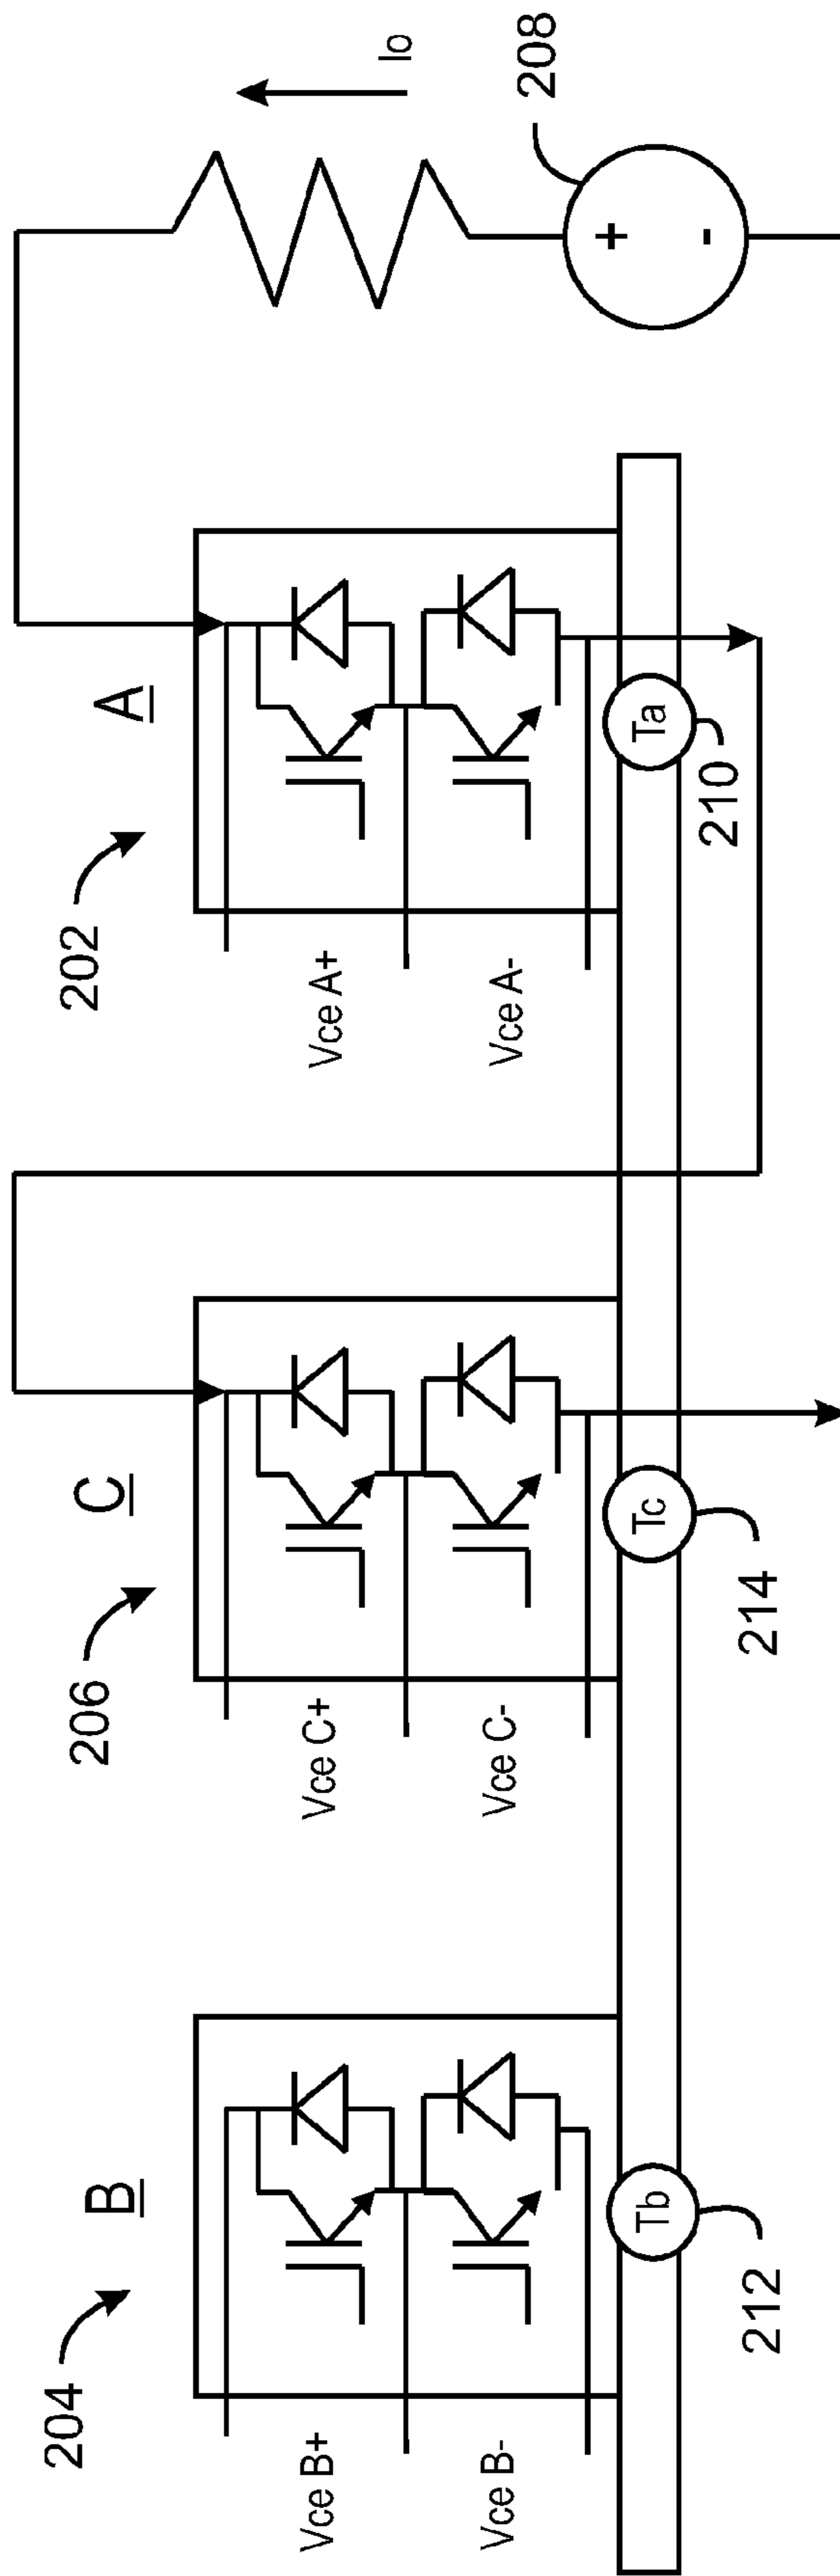 204
B
Vce B+
Vce B-
Tb
212
206
C
Vce C+
Vce C-
Tc
214
202
A
Vce A+
Vce A-
Ta
210
Io
208
+
-